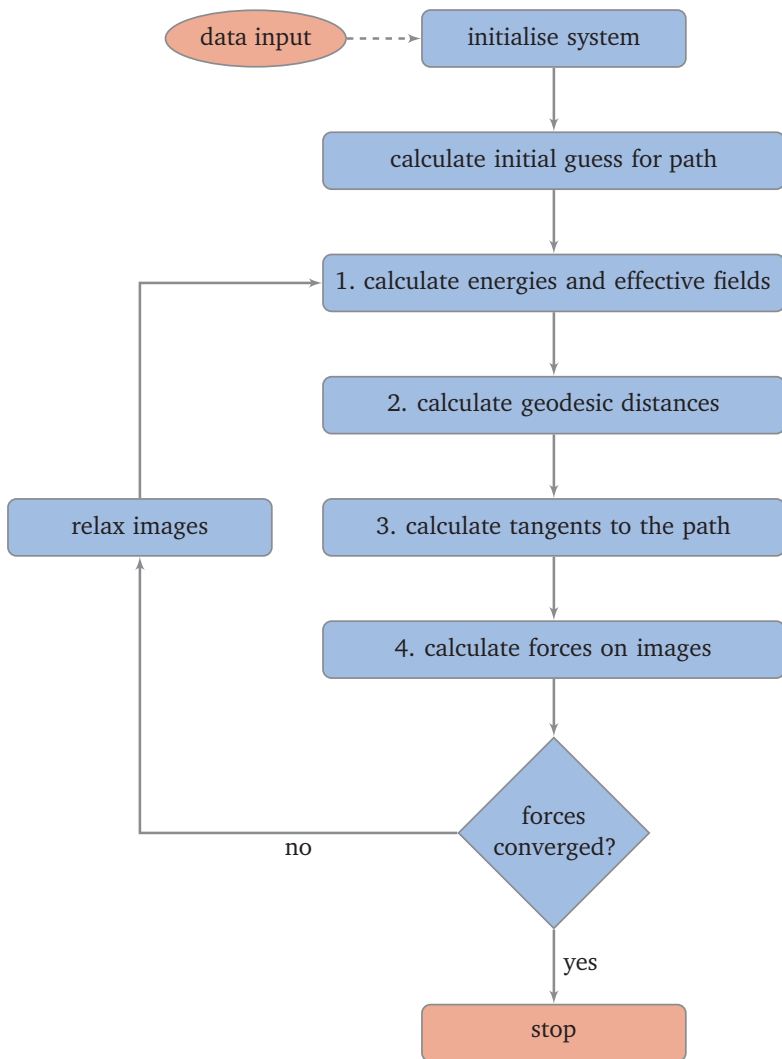 data input
initialise system
calculate initial guess for path
1. calculate energies and effective fields
2. calculate geodesic distances
relax images
3. calculate tangents to the path
4. calculate forces on images
forces
converged?
no
yes
stop